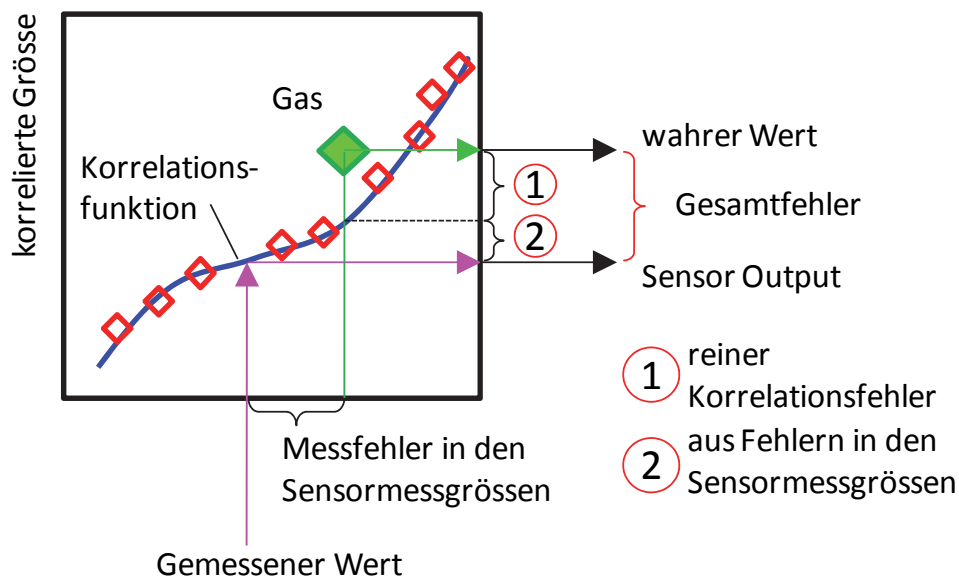 korrelierte Grösse
Gas
Korrelations-
funktion
wahrer Wert
1
Gesamtfehler
2
Sensor Output
1 reiner
Korrelationsfehler
2 aus Fehlern in den
Sensormessgrössen
Messfehler in den
Sensormessgrössen
Gemessener Wert